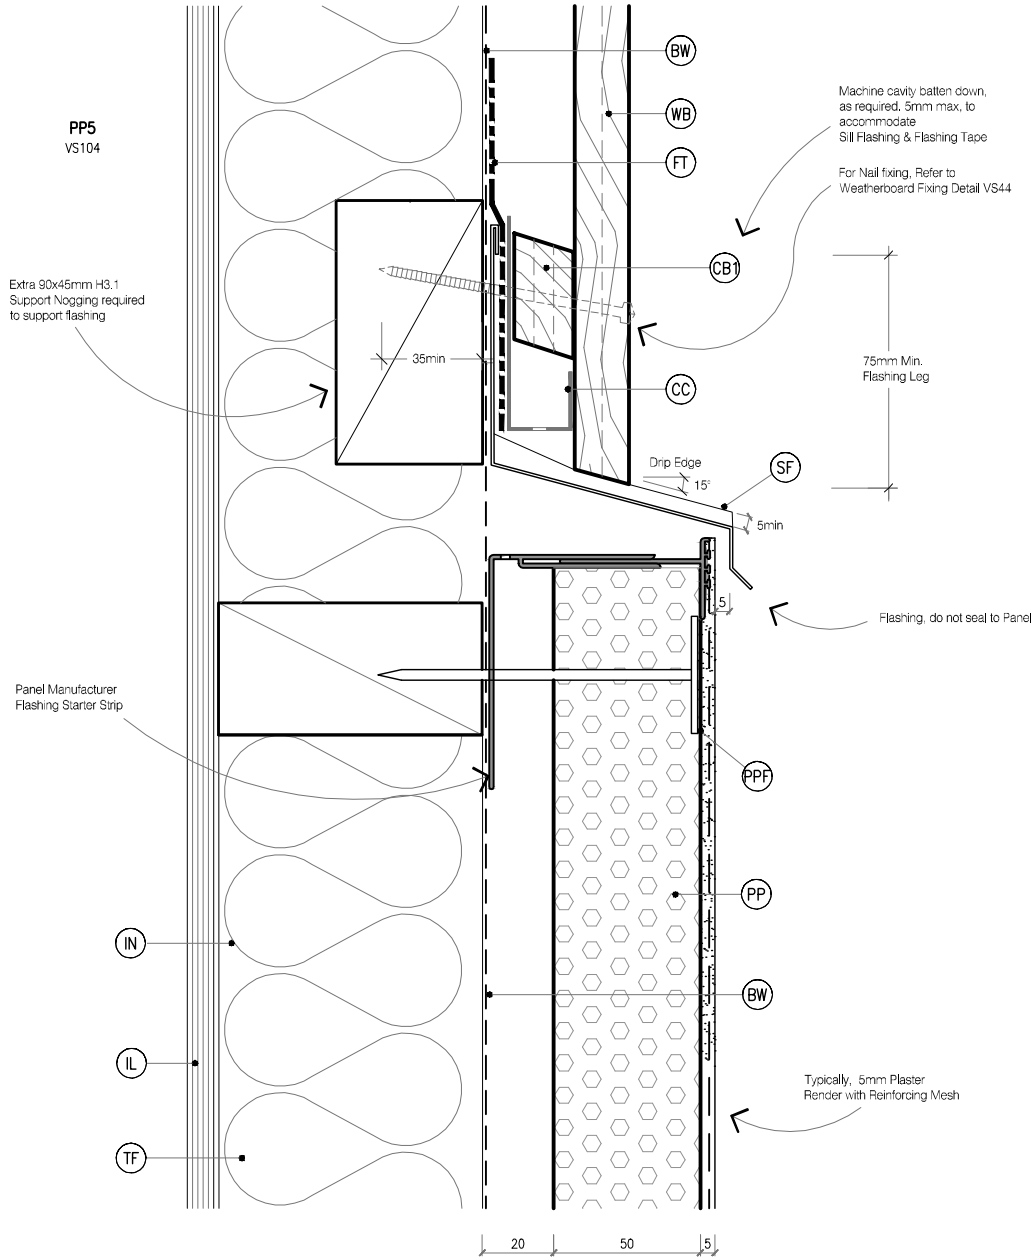 BW
Machine cavity batten down,
as required. 5mm max, to
accommodate
Sill Flashing & Flashing Tape
WB
PP5
VS104
FT
For Nail fixing, Refer to
Weatherboard Fixing Detail VS44
CB1
Extra 90x45mm H3.1
Support Nogging required
to support flashing
35min
75mm Min.
Flashing Leg
CC
Drip Edge
15°
SF
5min
5
Flashing, do not seal to Panel
Panel Manufacturer
Flashing Starter Strip
PPF
PP
IN
BW
IL
Typically, 5mm Plaster
Render with Reinforcing Mesh
TF
20 50 5